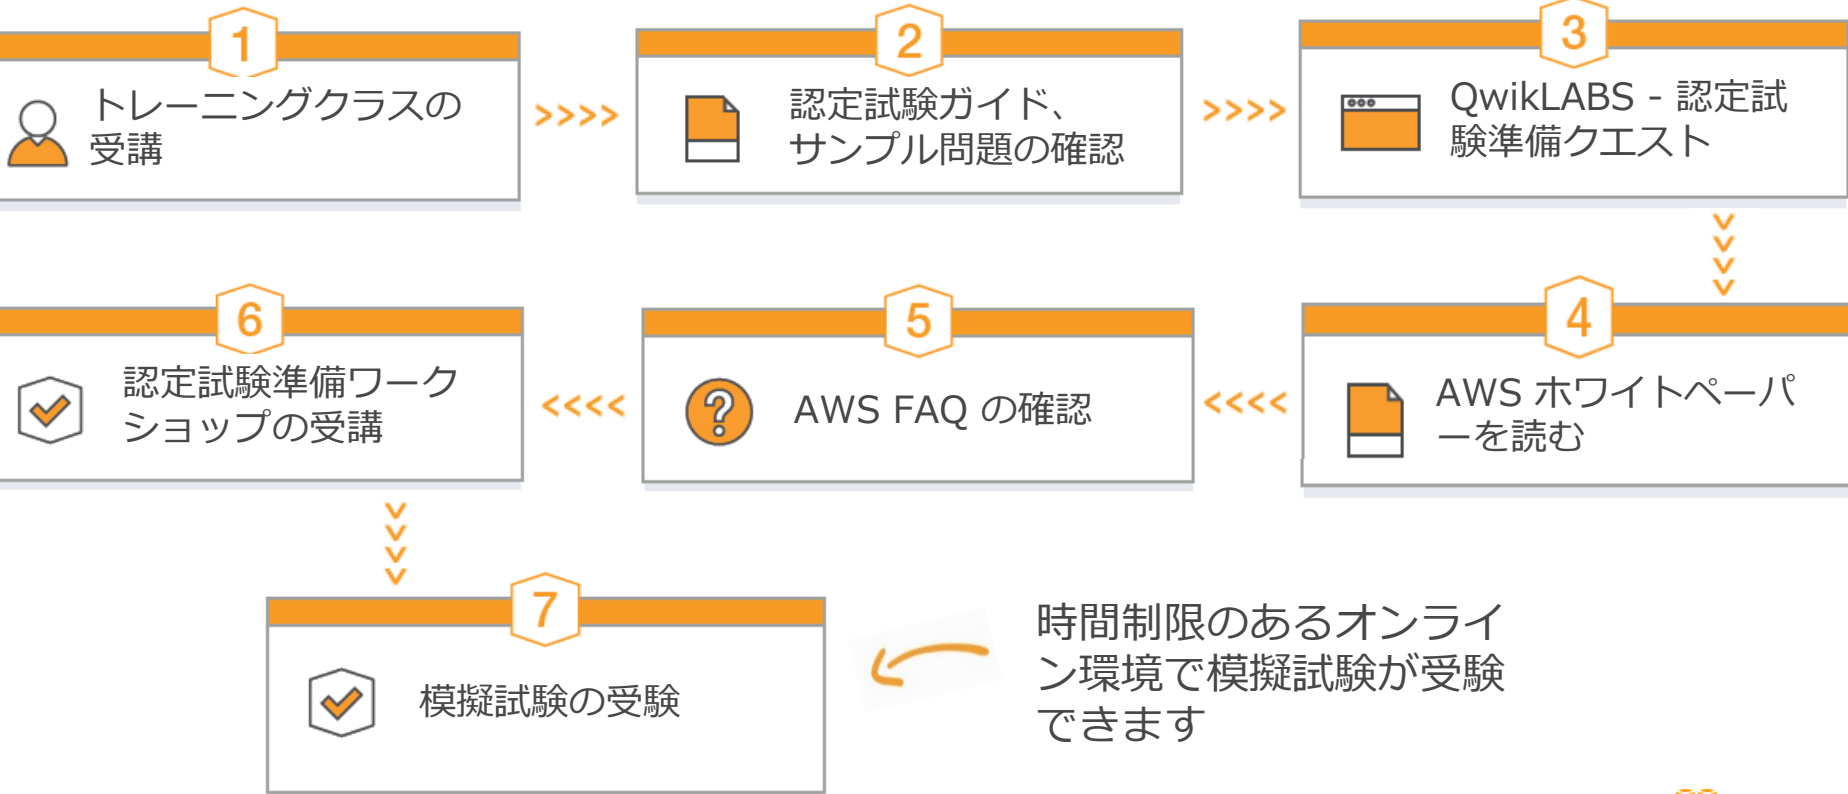 1
トレーニングクラスの
受講
>>>>
2
認定試験ガイド、
サンプル問題の確認
>>>>
3
QwikLABS - 認定試
験準備クエスト
4
AWS ホワイトペーパ
ーを読む
<<<<
5
AWS FAQ の確認
<<<<
6
認定試験準備ワーク
ショップの受講
7
模擬試験の受験
時間制限のあるオンライ
ン環境で模擬試験が受験
できます